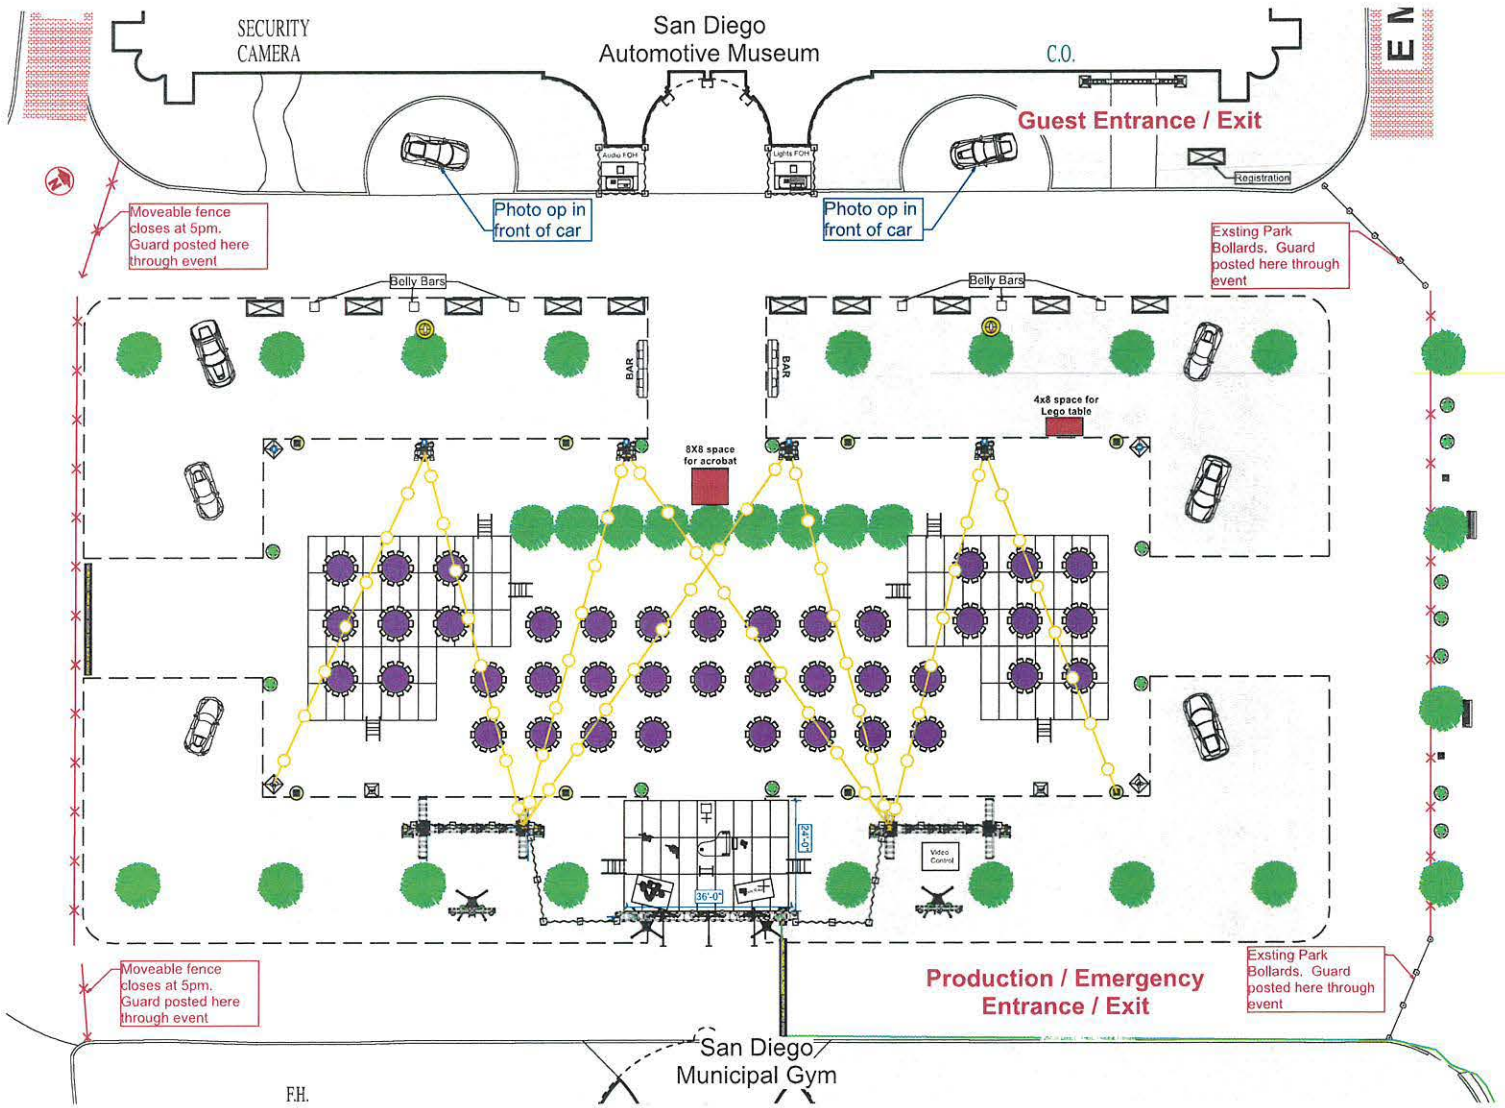 SECURITY
CAMERA
San Diego
Automotive Museum
C.O.
E
Guest Entrance / Exit
Audio FOH
Lights FOH
Registration
N
Moveable fence
closes at 5pm.
Guard posted here
through event
Photo op in
front of car
Photo op in
front of car
Exsting Park
Bollards. Guard
posted here through
event
Belly Bars
Belly Bars
BAR
BAR
4x8 space for
Lego table
8X8 space
for acrobat
24'-0"
Video
Control
36'-0"
Moveable fence
closes at 5pm.
Guard posted here
through event
Production / Emergency
Entrance / Exit
Exsting Park
Bollards. Guard
posted here through
event
San Diego
Municipal Gym
F.H.